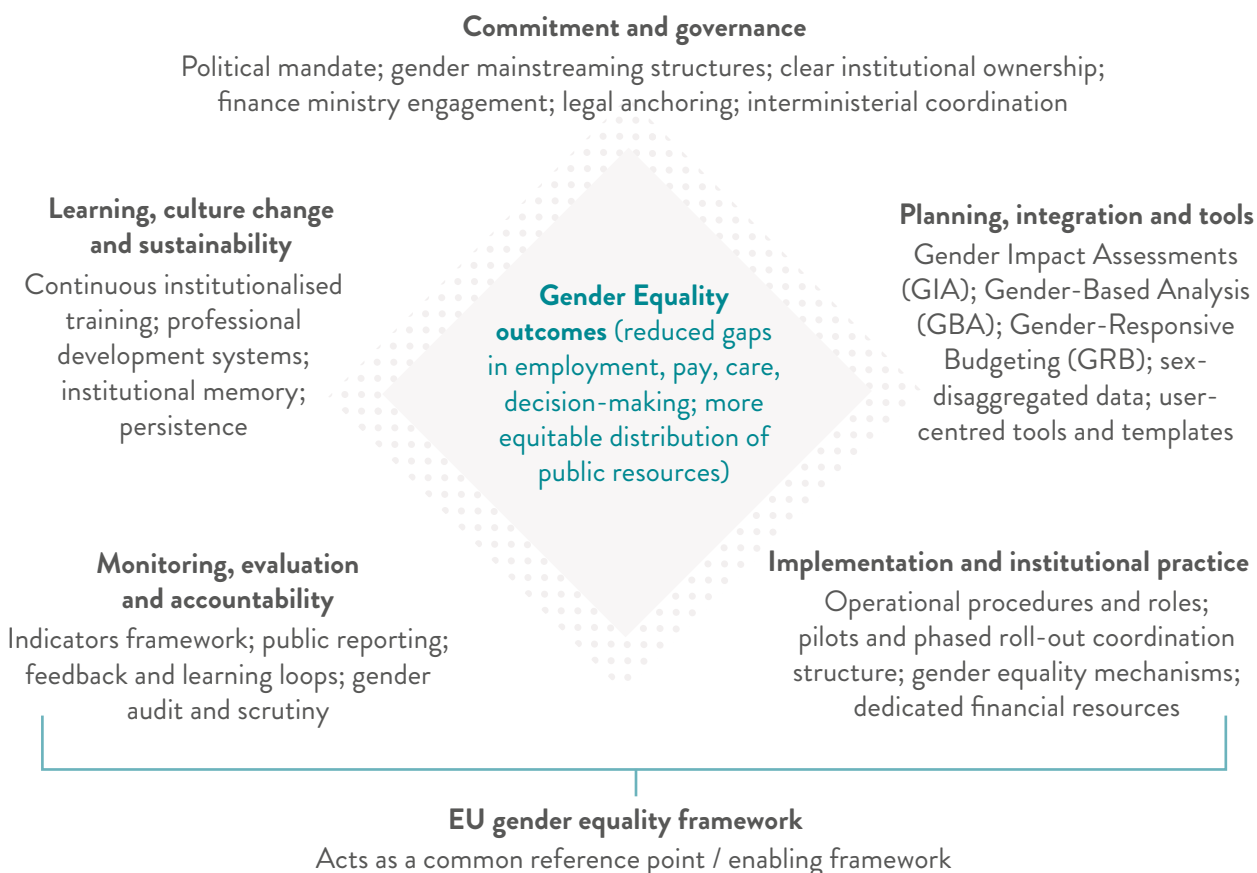 Commitment and governance
Political mandate; gender mainstreaming structures; clear institutional ownership;
finance ministry engagement; legal anchoring; interministerial coordination
Learning, culture change
and sustainability
Continuous institutionalised
training; professional
development systems;
institutional memory;
persistence
Gender Equality
outcomes (reduced gaps
in employment, pay, care,
decision-making; more
equitable distribution of
public resources)
Planning, integration and tools
Gender Impact Assessments
(GIA); Gender-Based Analysis
(GBA); Gender-Responsive
Budgeting (GRB); sex-
disaggregated data; user-
centred tools and templates
Monitoring, evaluation
and accountability
Indicators framework; public reporting;
feedback and learning loops; gender
audit and scrutiny
Implementation and institutional practice
Operational procedures and roles;
pilots and phased roll-out coordination
structure; gender equality mechanisms;
dedicated financial resources
EU gender equality framework
Acts as a common reference point / enabling framework